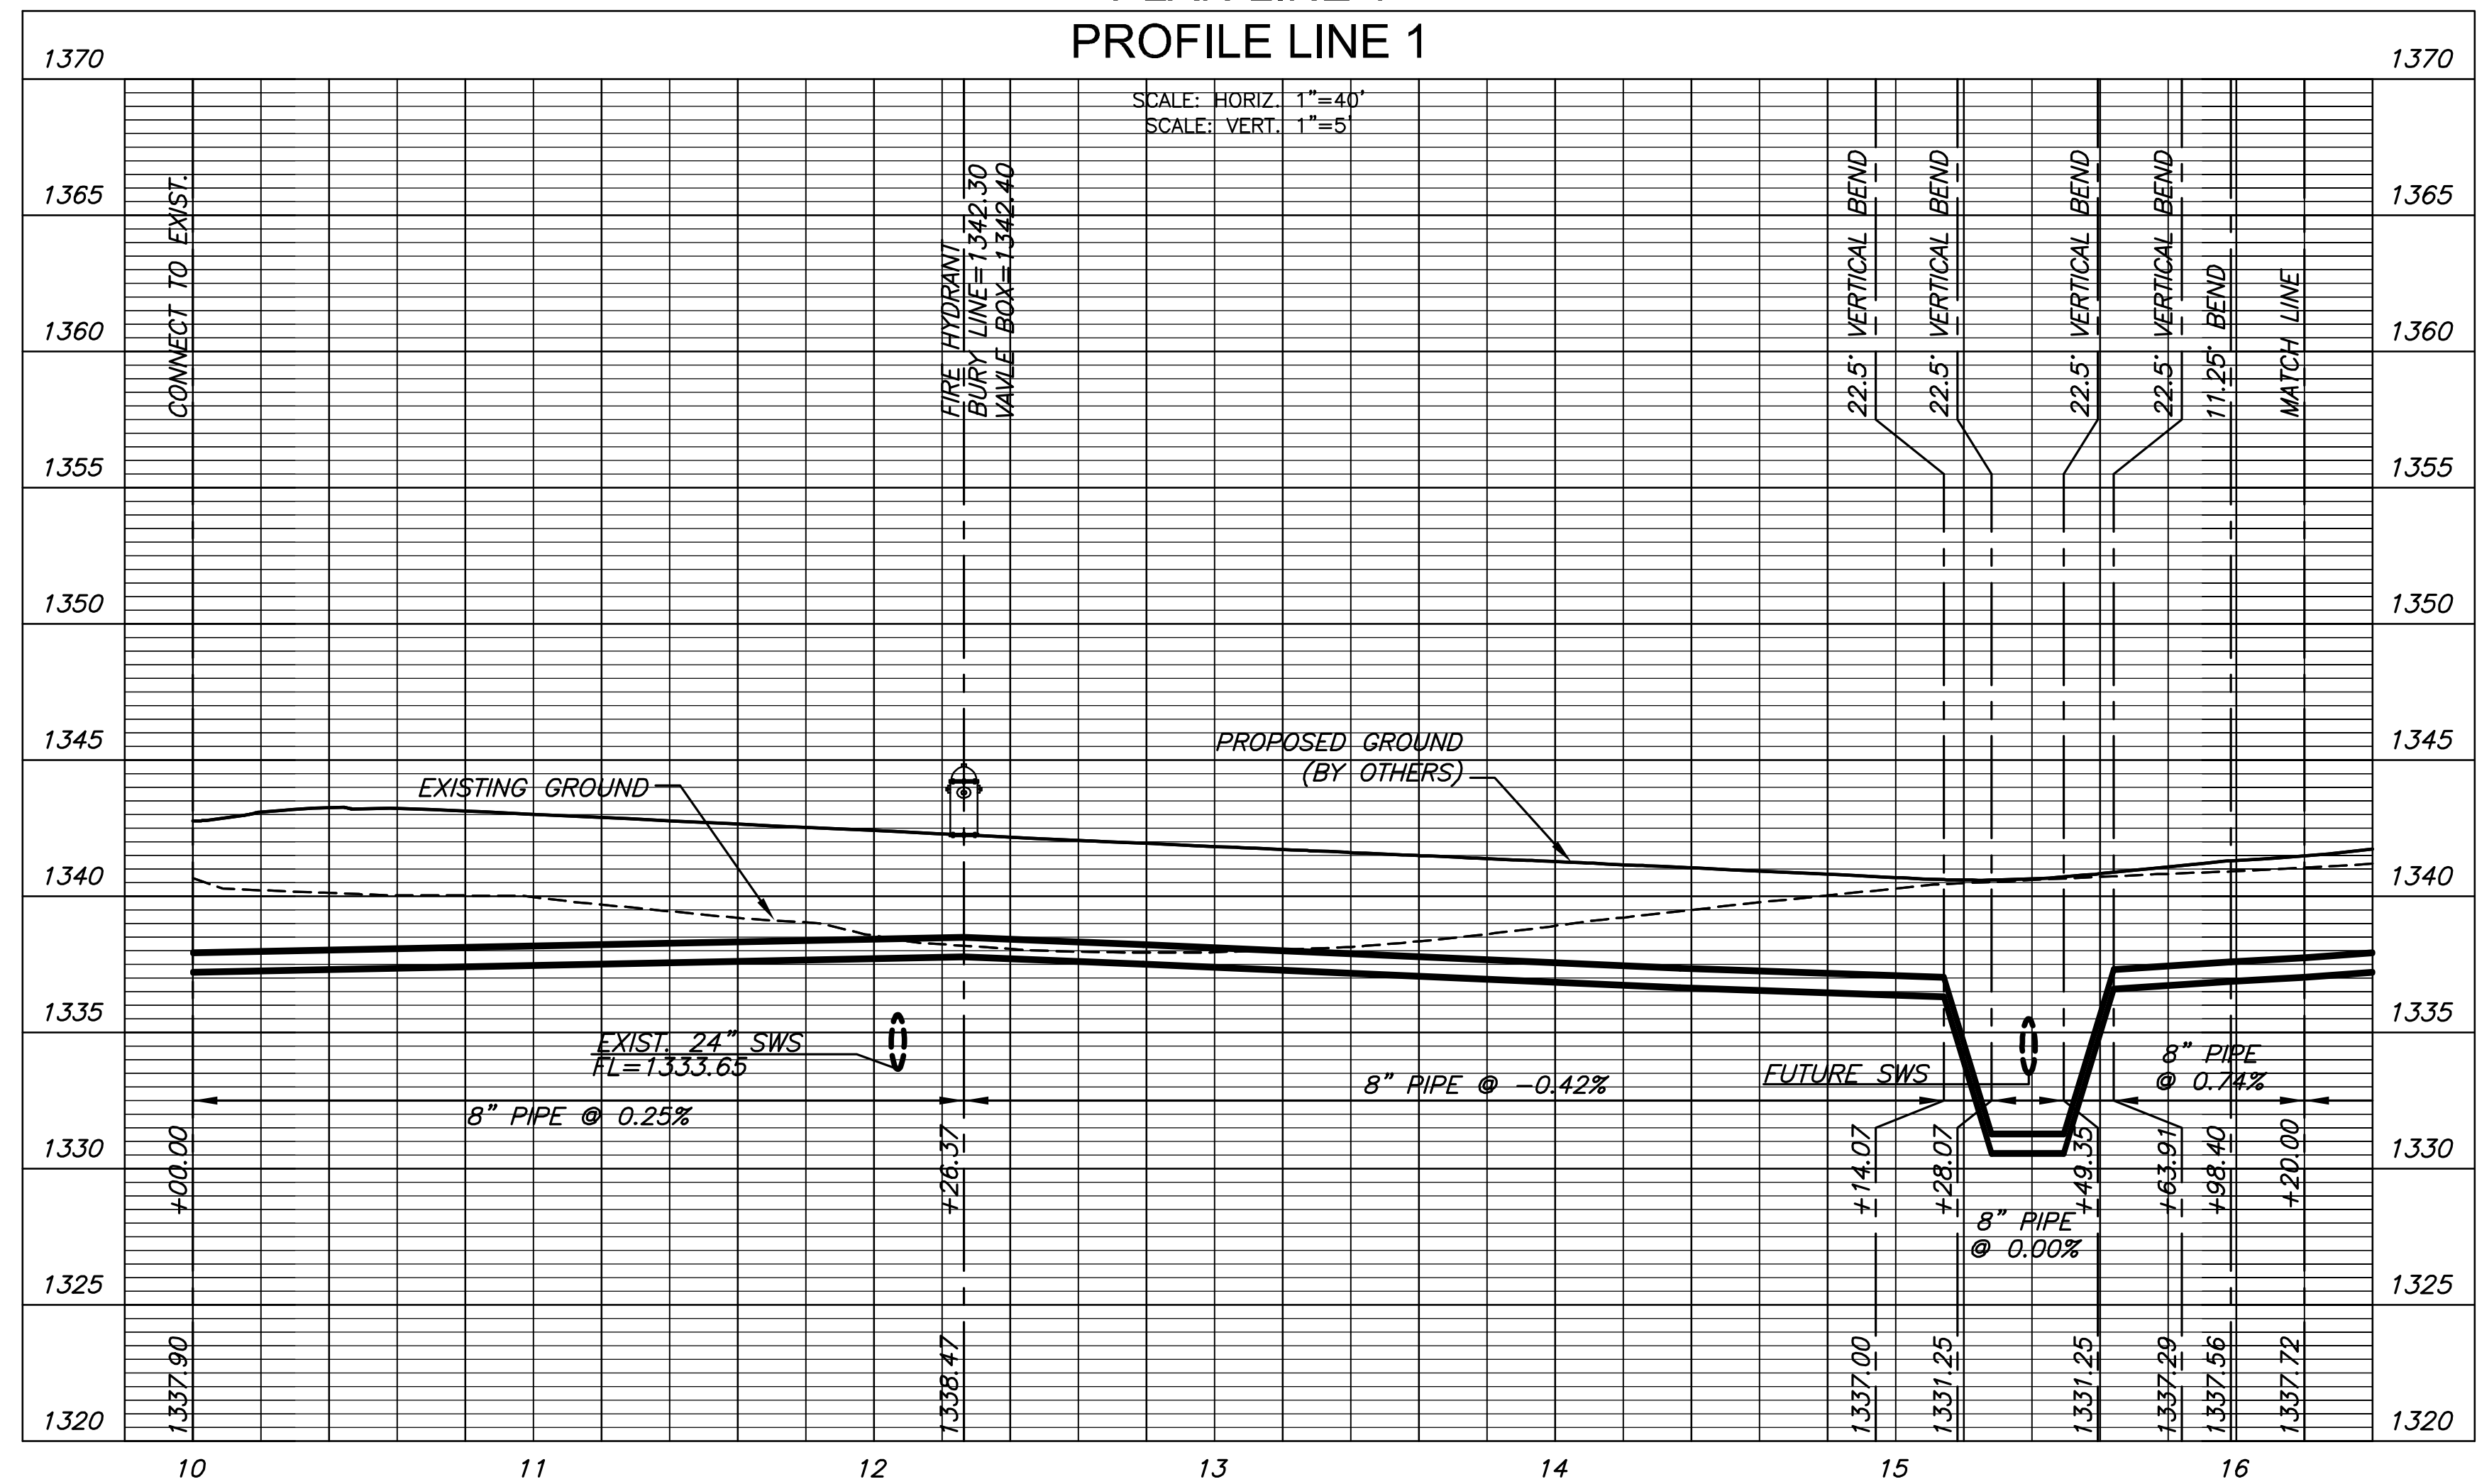 PROFILE LINE 1
1370
1370
SCALE: HORIZ. 1"=40'
SCALE: VERT. 1"=5'
1365
1365
1360
1360
1355
1355
1350
1350
1345
1345
1340
1340
1335
1335
1330
1330
1325
1325
1320
1320
CONNECT TO EXIST.
FIRE HYDRANT
BURY LINE=1342.30
VAVLE BOX=1342.40
22.5° VERTICAL BEND
22.5° VERTICAL BEND
22.5° VERTICAL BEND
22.5° VERTICAL BEND
11.25° BEND
MATCH LINE
EXISTING GROUND
PROPOSED GROUND
(BY OTHERS)
EXIST. 24" SWS
FL=1333.65
FUTURE SWS
8" PIPE @ 0.25%
8" PIPE @ -0.42%
8" PIPE
@ 0.74%
8" PIPE
@ 0.00%
+00.00
+26.37
+14.07
+28.07
+49.35
+63.91
+98.40
+20.00
1337.90
1338.47
1337.00
1331.25
1331.25
1337.29
1337.56
1337.72
10
11
12
13
14
15
16